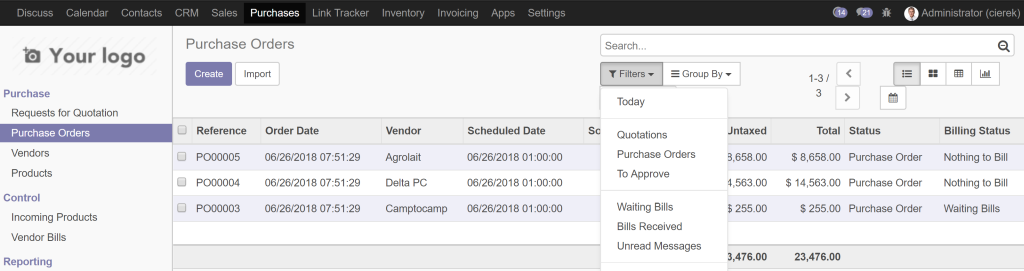 Discuss Calendar Contacts CRM Sales Purchases Link Tracker Inventory Invoicing Apps Settings 14 21 Administrator (cierek)
Your logo
Purchase Orders
Search...
Create Import
Filters Group By
1-3 / 3
Purchase
Requests for Quotation
Purchase Orders
Vendors
Products
Control
Incoming Products
Vendor Bills
Reporting
Today
Quotations
Purchase Orders
To Approve
Waiting Bills
Bills Received
Unread Messages
Reference Order Date Vendor Scheduled Date So Untaxed Total Status Billing Status
PO00005 06/26/2018 07:51:29 Agrolait 06/26/2018 01:00:00 8,658.00 $ 8,658.00 Purchase Order Nothing to Bill
PO00004 06/26/2018 07:51:29 Delta PC 06/26/2018 01:00:00 4,563.00 $ 14,563.00 Purchase Order Nothing to Bill
PO00003 06/26/2018 07:51:29 Camptocamp 06/26/2018 01:00:00 $ 255.00 $ 255.00 Purchase Order Waiting Bills
3,476.00 23,476.00